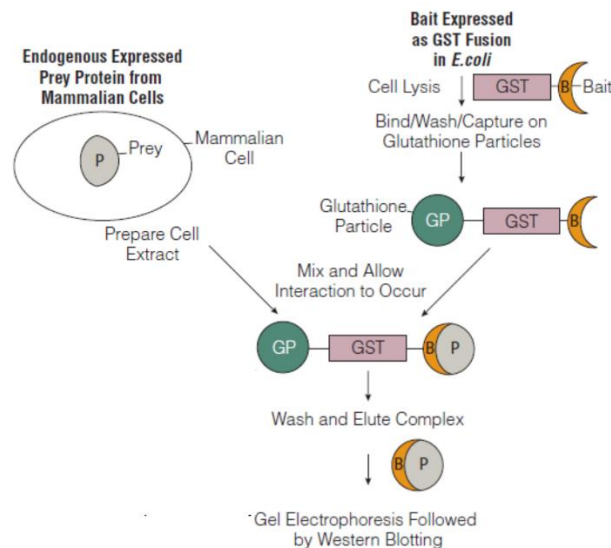 Endogenous Expressed
Prey Protein from
Mammalian Cells
P
Prey
Mammalian
Cell
Prepare Cell
Extract
Bait Expressed
as GST Fusion
in E.coli
Cell Lysis
GST
B
Bait
Bind/Wash/Capture on
Glutathione Particles
Glutathione
Particle
GP
GST
B
Mix and Allow
Interaction to Occur
GP
GST
B
P
Wash and Elute Complex
B
P
Gel Electrophoresis Followed
by Western Blotting